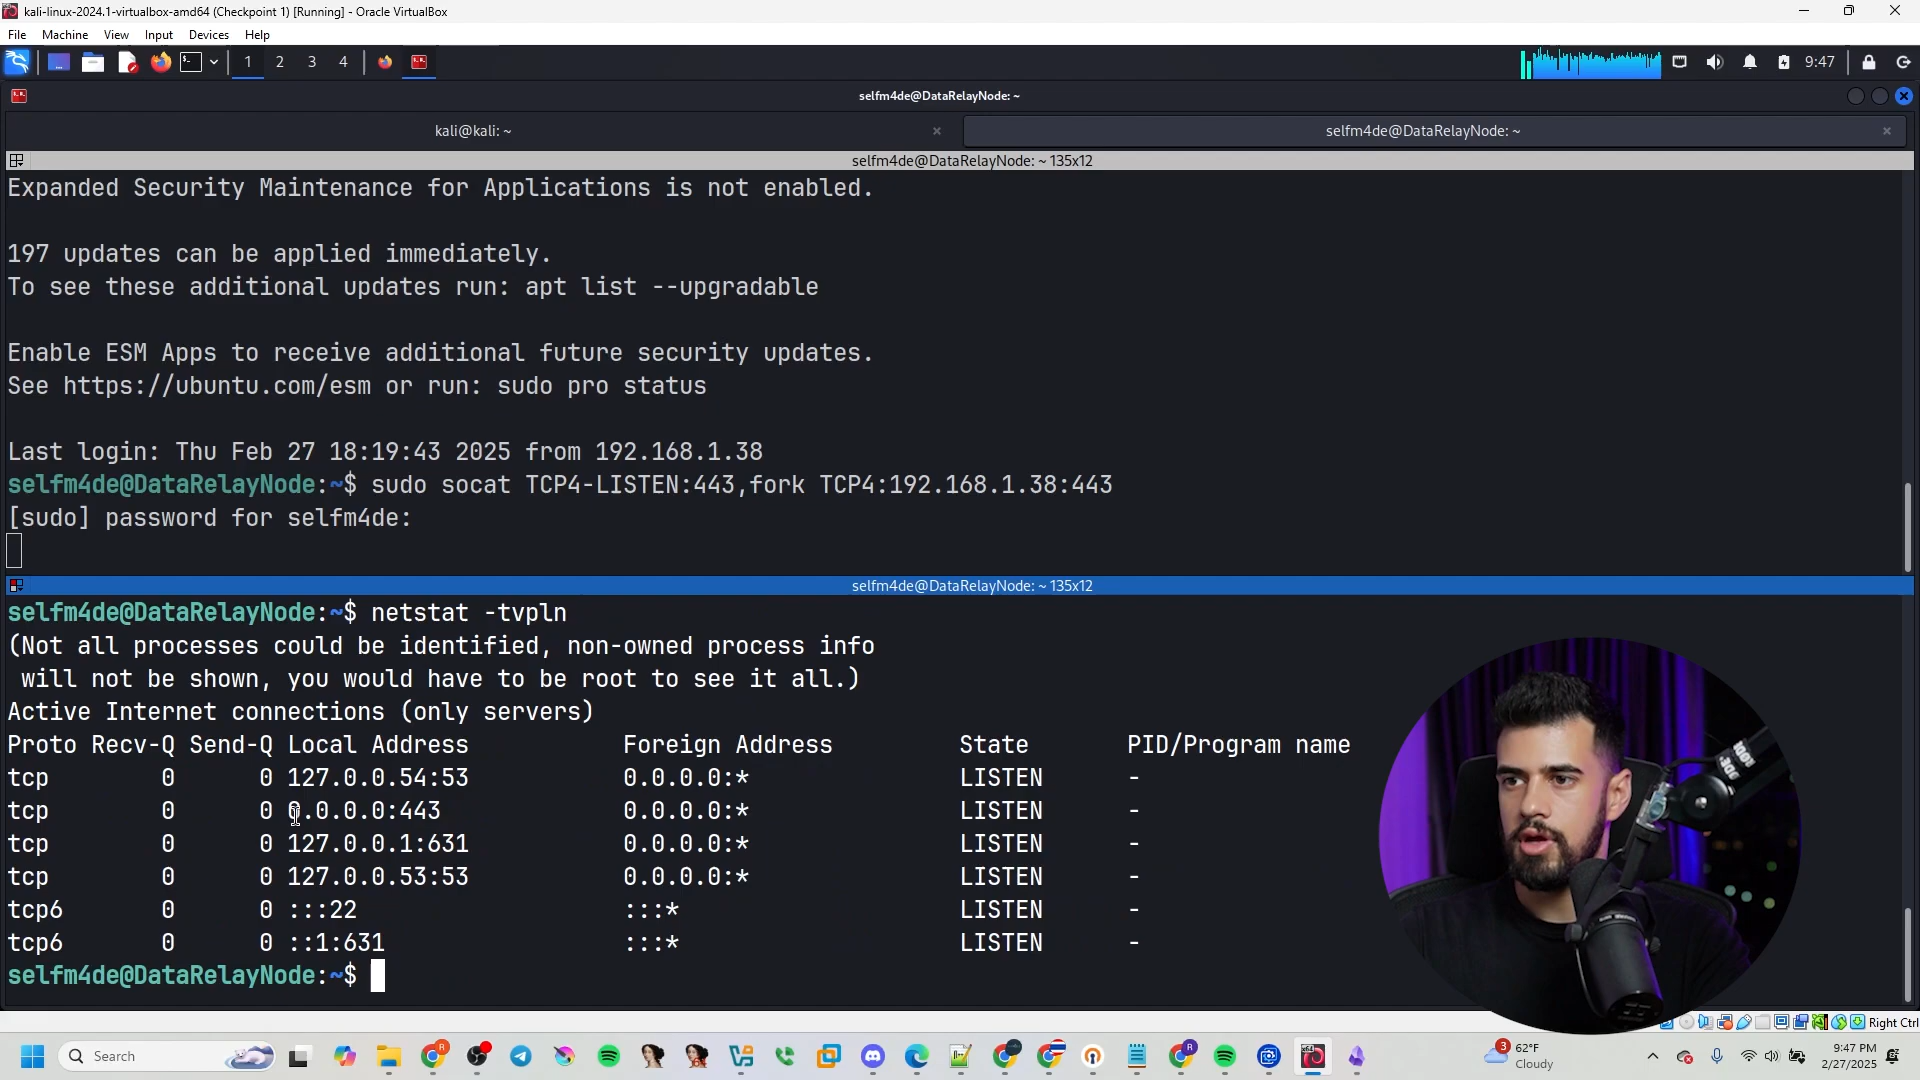 kali-linux-2024.1-virtualbox-amd64 (Checkpoint 1) [Running] - Oracle VirtualBox
File Machine View Input Devices Help
1 2 3 4 9:47
selfm4de@DataRelayNode: ~
kali@kali: ~ × selfm4de@DataRelayNode: ~ ×
selfm4de@DataRelayNode: ~ 135x12
Expanded Security Maintenance for Applications is not enabled.
197 updates can be applied immediately.
To see these additional updates run: apt list --upgradable
Enable ESM Apps to receive additional future security updates.
See https://ubuntu.com/esm or run: sudo pro status
Last login: Thu Feb 27 18:19:43 2025 from 192.168.1.38
selfm4de@DataRelayNode:~$ sudo socat TCP4-LISTEN:443,fork TCP4:192.168.1.38:443
[sudo] password for selfm4de:
selfm4de@DataRelayNode: ~ 135x12
selfm4de@DataRelayNode:~$ netstat -tvpln
(Not all processes could be identified, non-owned process info
will not be shown, you would have to be root to see it all.)
Active Internet connections (only servers)
Proto Recv-Q Send-Q Local Address Foreign Address State PID/Program name
tcp 0 0 127.0.0.54:53 0.0.0.0:* LISTEN -
tcp 0 0 0.0.0.0:443 0.0.0.0:* LISTEN -
tcp 0 0 127.0.0.1:631 0.0.0.0:* LISTEN -
tcp 0 0 127.0.0.53:53 0.0.0.0:* LISTEN -
tcp6 0 0 :::22 :::* LISTEN -
tcp6 0 0 ::1:631 :::* LISTEN -
selfm4de@DataRelayNode:~$
Right Ctrl
Search
3
62°F
Cloudy
9:47 PM
2/27/2025